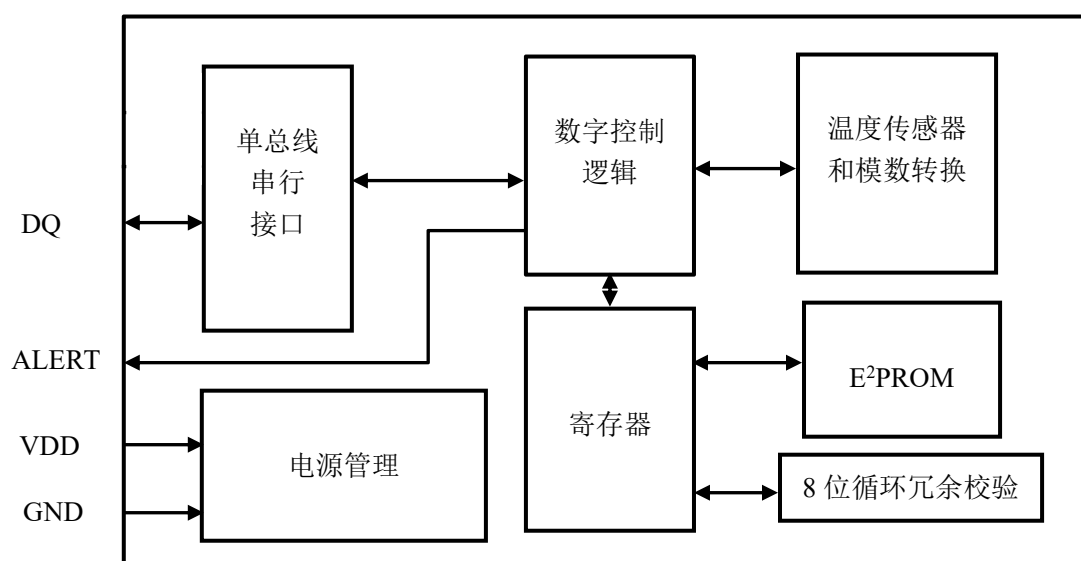 单总线
串行
接口
数字控制
逻辑
温度传感器
和模数转换
DQ
ALERT
VDD
GND
电源管理
寄存器
E²PROM
8 位循环冗余校验